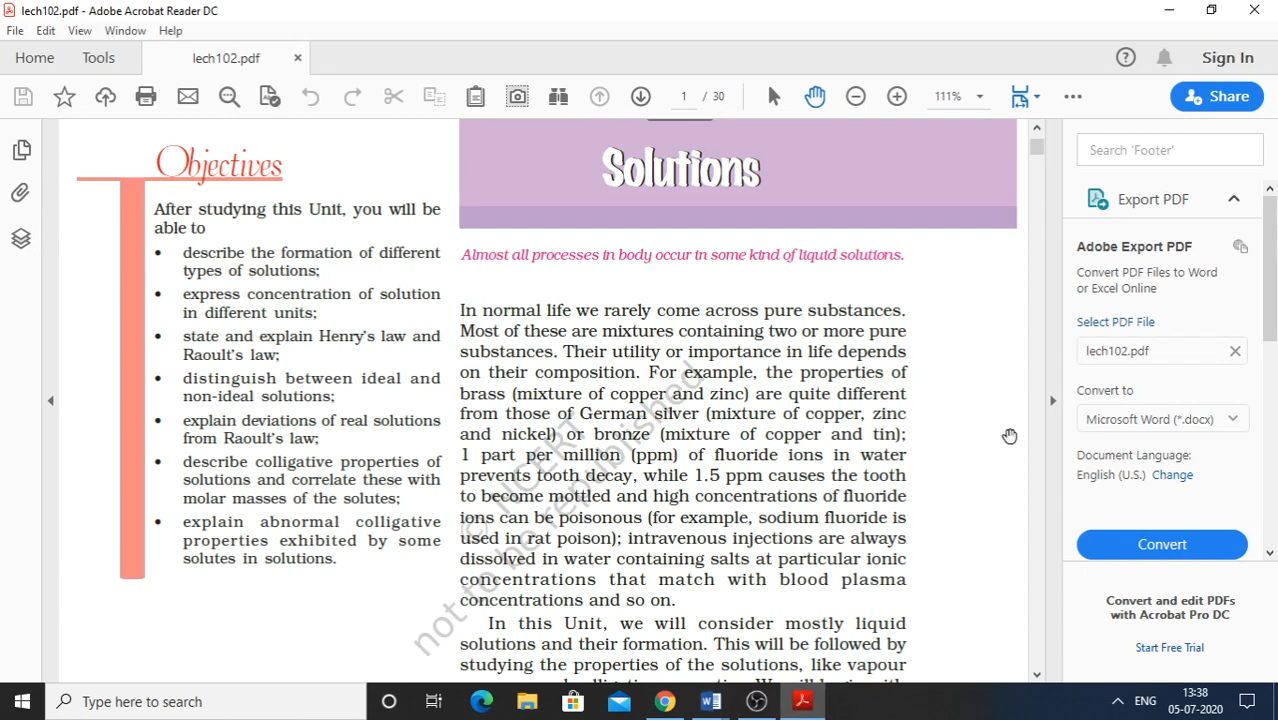 lech102.pdf - Adobe Acrobat Reader DC
File Edit View Window Help
Home Tools lech102.pdf Sign In
1 / 30 111% Share
Objectives
After studying this Unit, you will be
able to
• describe the formation of different
types of solutions;
• express concentration of solution
in different units;
• state and explain Henry's law and
Raoult's law;
• distinguish between ideal and
non-ideal solutions;
• explain deviations of real solutions
from Raoult's law;
• describe colligative properties of
solutions and correlate these with
molar masses of the solutes;
• explain abnormal colligative
properties exhibited by some
solutes in solutions.
Solutions
Almost all processes in body occur in some kind of liquid solutions.
In normal life we rarely come across pure substances.
Most of these are mixtures containing two or more pure
substances. Their utility or importance in life depends
on their composition. For example, the properties of
brass (mixture of copper and zinc) are quite different
from those of German silver (mixture of copper, zinc
and nickel) or bronze (mixture of copper and tin);
1 part per million (ppm) of fluoride ions in water
prevents tooth decay, while 1.5 ppm causes the tooth
to become mottled and high concentrations of fluoride
ions can be poisonous (for example, sodium fluoride is
used in rat poison); intravenous injections are always
dissolved in water containing salts at particular ionic
concentrations that match with blood plasma
concentrations and so on.
In this Unit, we will consider mostly liquid
solutions and their formation. This will be followed by
studying the properties of the solutions, like vapour
© NCERT
not to be republished
Search 'Footer'
Export PDF
Adobe Export PDF
Convert PDF Files to Word
or Excel Online
Select PDF File
lech102.pdf
Convert to
Microsoft Word (*.docx)
Document Language:
English (U.S.) Change
Convert
Convert and edit PDFs
with Acrobat Pro DC
Start Free Trial
Type here to search
ENG
13:38
05-07-2020